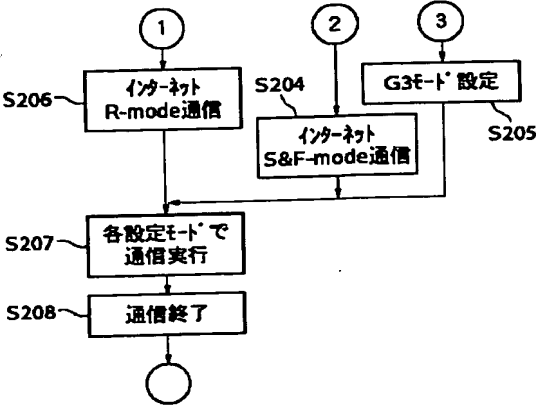 1
2
3
S206
インターネット
R-mode通信
S204
インターネット
S&F-mode通信
G3モード設定
S205
S207
各設定モードで
通信実行
S208
通信終了